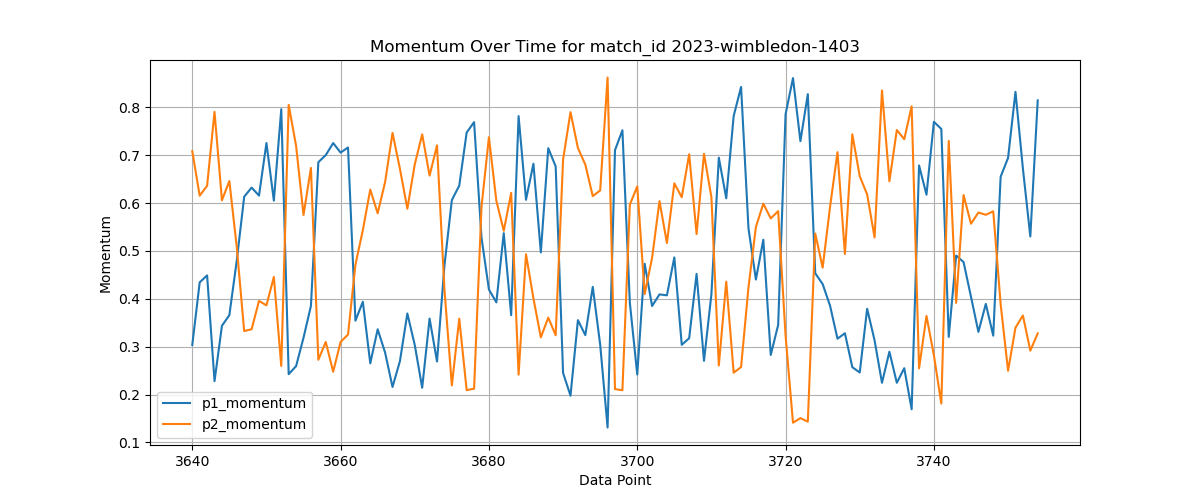 Momentum Over Time for match_id 2023-wimbledon-1403
Momentum
0.8
0.7
0.6
0.5
0.4
0.3
0.2
0.1
p1_momentum
p2_momentum
3640 3660 3680 3700 3720 3740
Data Point